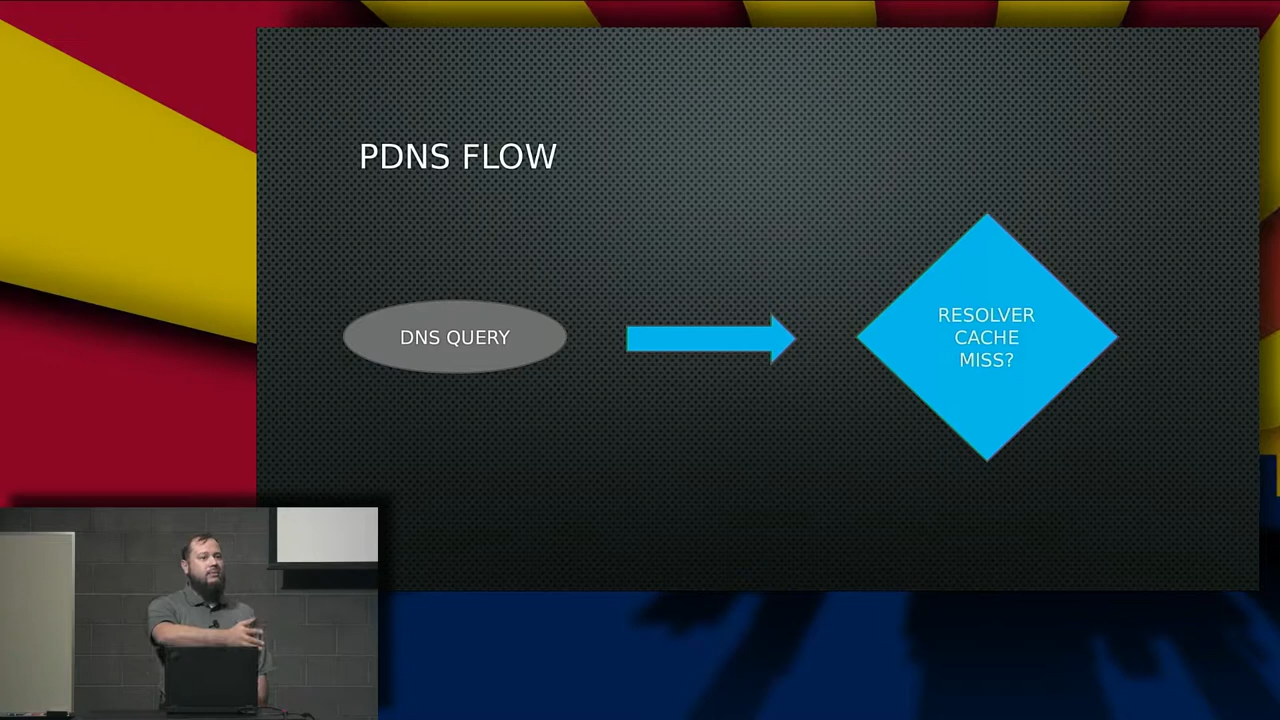 PDNS FLOW
DNS QUERY
RESOLVER
CACHE
MISS?